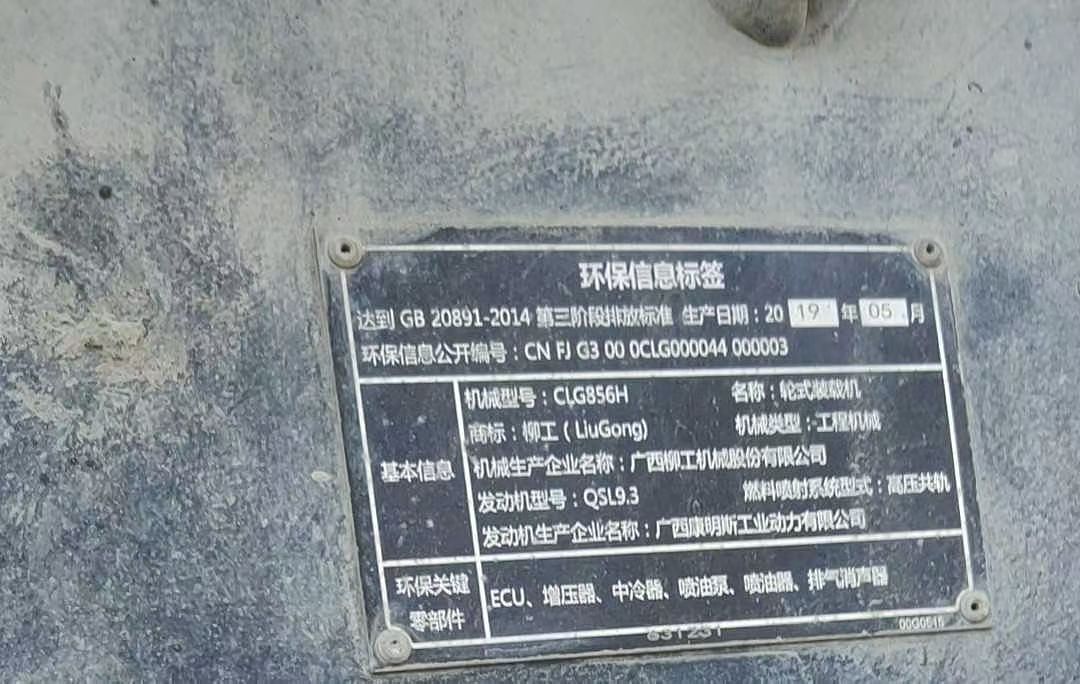 环保信息标签
达到 GB 20891-2014 第三阶段排放标准 生产日期：20 19 年 05 月
环保信息公开编号：CN FJ G3 00 0CLG000044 000003
基本信息
机械型号：CLG856H 名称：轮式装载机
商标：柳工（LiuGong) 机械类型：工程机械
机械生产企业名称：广西柳工机械股份有限公司
发动机型号：QSL9.3 燃料喷射系统型式：高压共轨
发动机生产企业名称：广西康明斯工业动力有限公司
环保关键
零部件
ECU、增压器、中冷器、喷油泵、喷油器、排气消声器
631231
00G0515